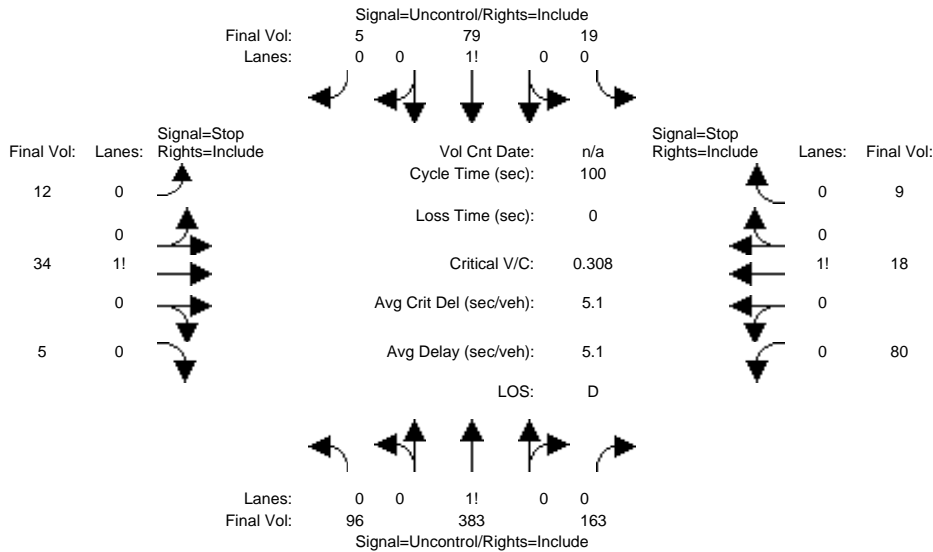 Signal=Uncontrol/Rights=Include
Final Vol: 5 79 19
Lanes: 0 0 1! 0 0
Signal=Stop
Final Vol: Lanes: Rights=Include
Vol Cnt Date: n/a
Signal=Stop
Rights=Include Lanes: Final Vol:
Cycle Time (sec): 100
12 0
0 9
Loss Time (sec): 0
0
0
34 1!
Critical V/C: 0.308
1! 18
0
Avg Crit Del (sec/veh): 5.1
0
5 0
Avg Delay (sec/veh): 5.1
0 80
LOS: D
Lanes: 0 0 1! 0 0
Final Vol: 96 383 163
Signal=Uncontrol/Rights=Include